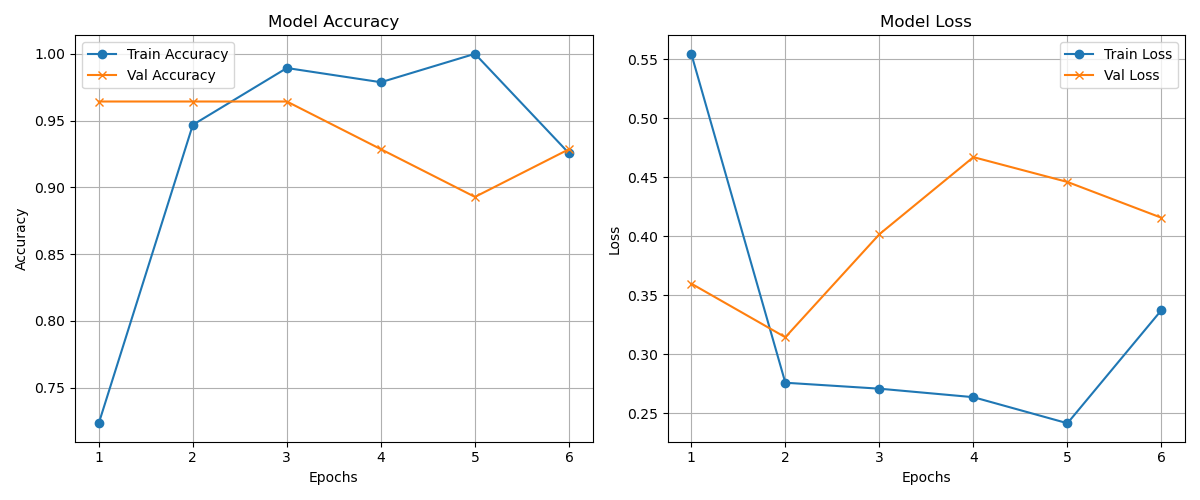 Model Accuracy
Train Accuracy
Val Accuracy
1.00
0.95
0.90
0.85
0.80
0.75
Accuracy
1 2 3 4 5 6
Epochs
Model Loss
Train Loss
Val Loss
0.55
0.50
0.45
0.40
0.35
0.30
0.25
Loss
1 2 3 4 5 6
Epochs